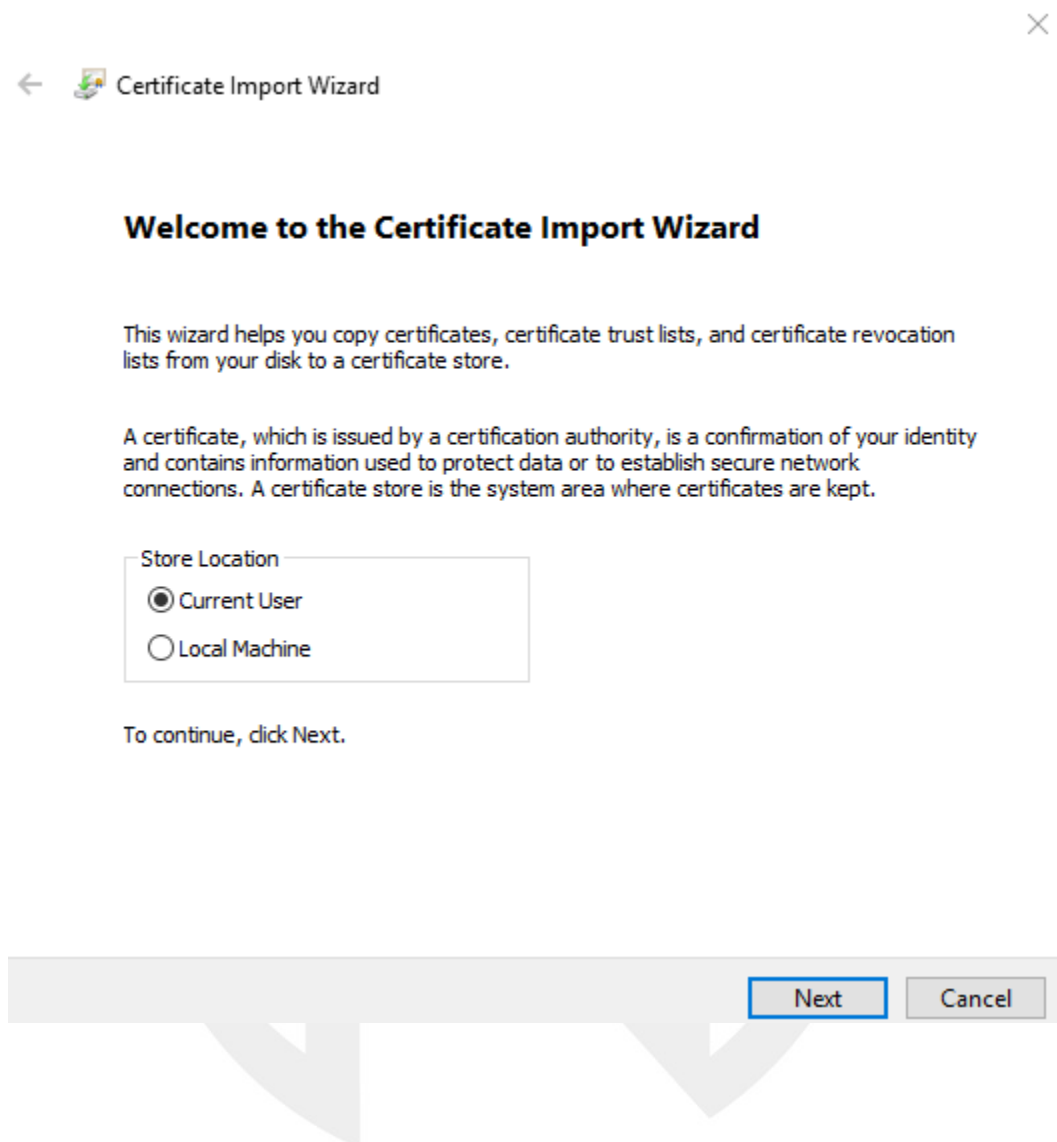 Certificate Import Wizard
Welcome to the Certificate Import Wizard
This wizard helps you copy certificates, certificate trust lists, and certificate revocation
lists from your disk to a certificate store.
A certificate, which is issued by a certification authority, is a confirmation of your identity
and contains information used to protect data or to establish secure network
connections. A certificate store is the system area where certificates are kept.
Store Location
Current User
Local Machine
To continue, click Next.
Next Cancel